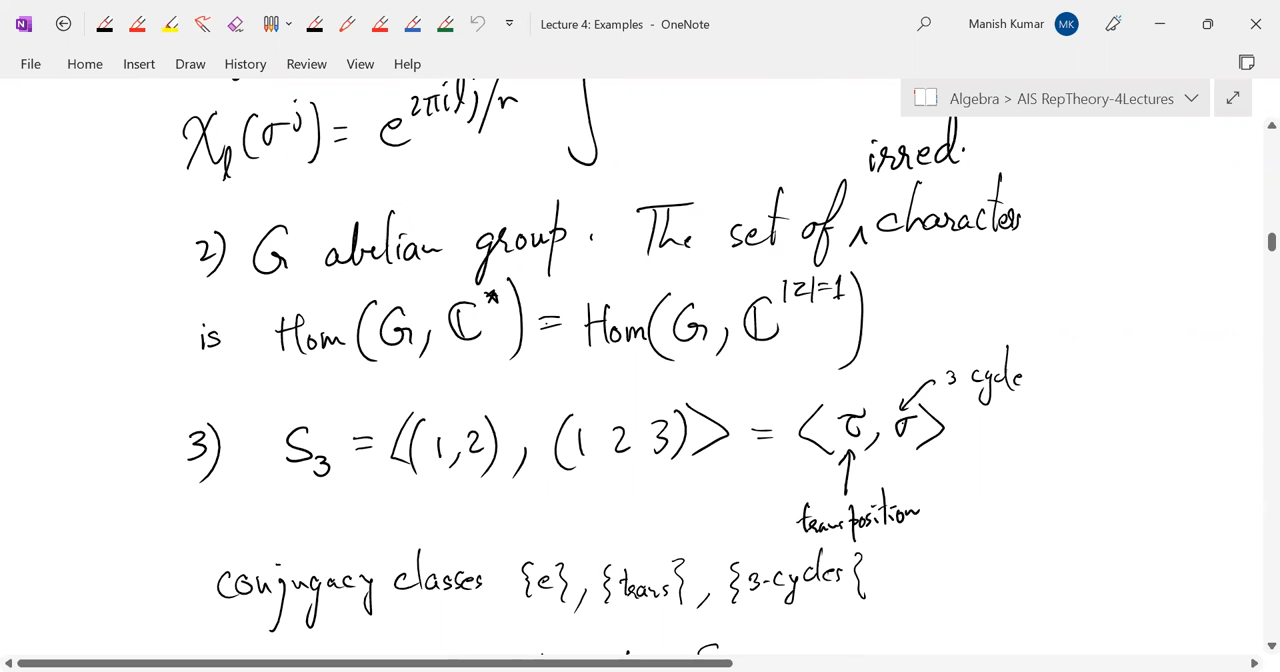 Lecture 4: Examples - OneNote
Manish Kumar MK
File Home Insert Draw History Review View Help
Algebra > AIS RepTheory-4Lectures
χ_l(σ^j) = e^{2πilj/n}
irred.
2) G abelian group. The set of ∧ characters
is Hom(G, ℂ^*) = Hom(G, ℂ^{|z|=1})
3 cycle
3) S_3 = <(1,2), (1 2 3)> = <τ, σ>
transposition
conjugacy classes {e}, {trans}, {3-cycles{